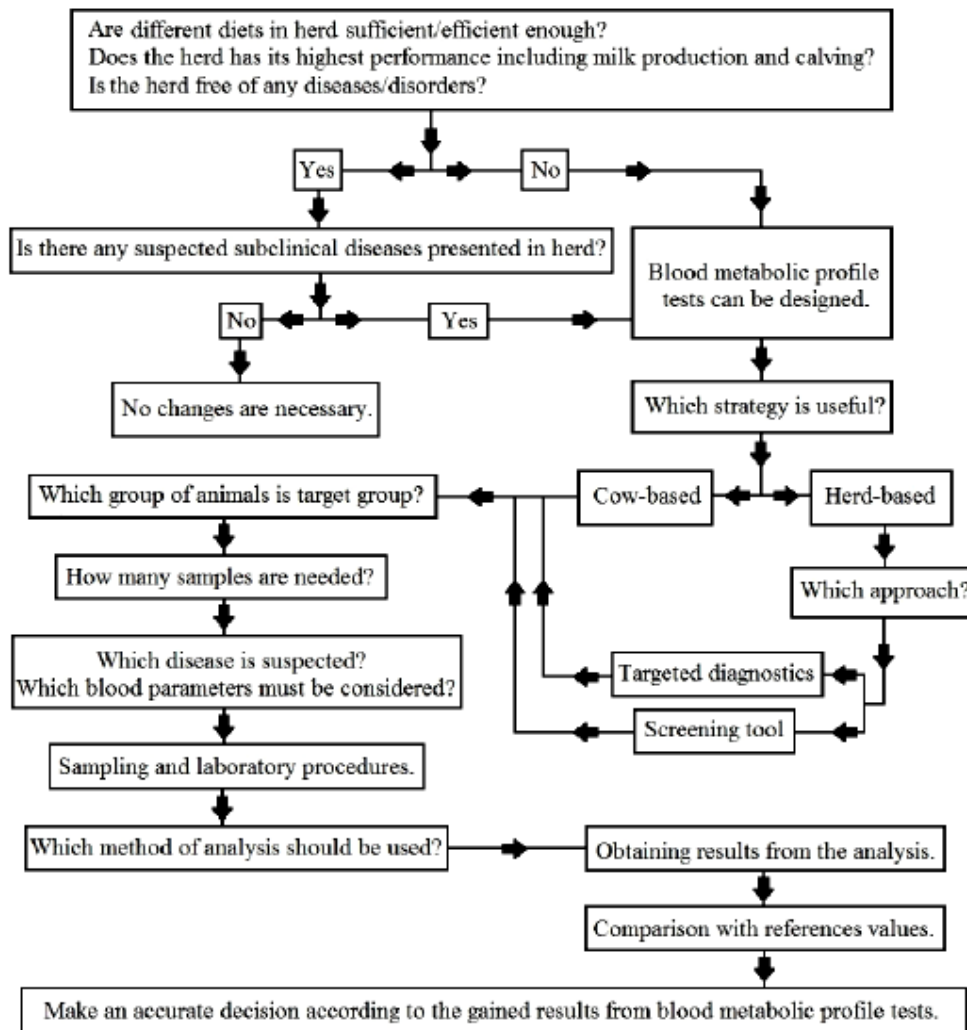 Are different diets in herd sufficient/efficient enough?
Does the herd has its highest performance including milk production and calving?
Is the herd free of any diseases/disorders?
Yes
No
Is there any suspected subclinical diseases presented in herd?
Blood metabolic profile
tests can be designed.
No
Yes
No changes are necessary.
Which strategy is useful?
Cow-based
Herd-based
Which approach?
Targeted diagnostics
Screening tool
Which group of animals is target group?
How many samples are needed?
Which disease is suspected?
Which blood parameters must be considered?
Sampling and laboratory procedures.
Which method of analysis should be used?
Obtaining results from the analysis.
Comparison with references values.
Make an accurate decision according to the gained results from blood metabolic profile tests.